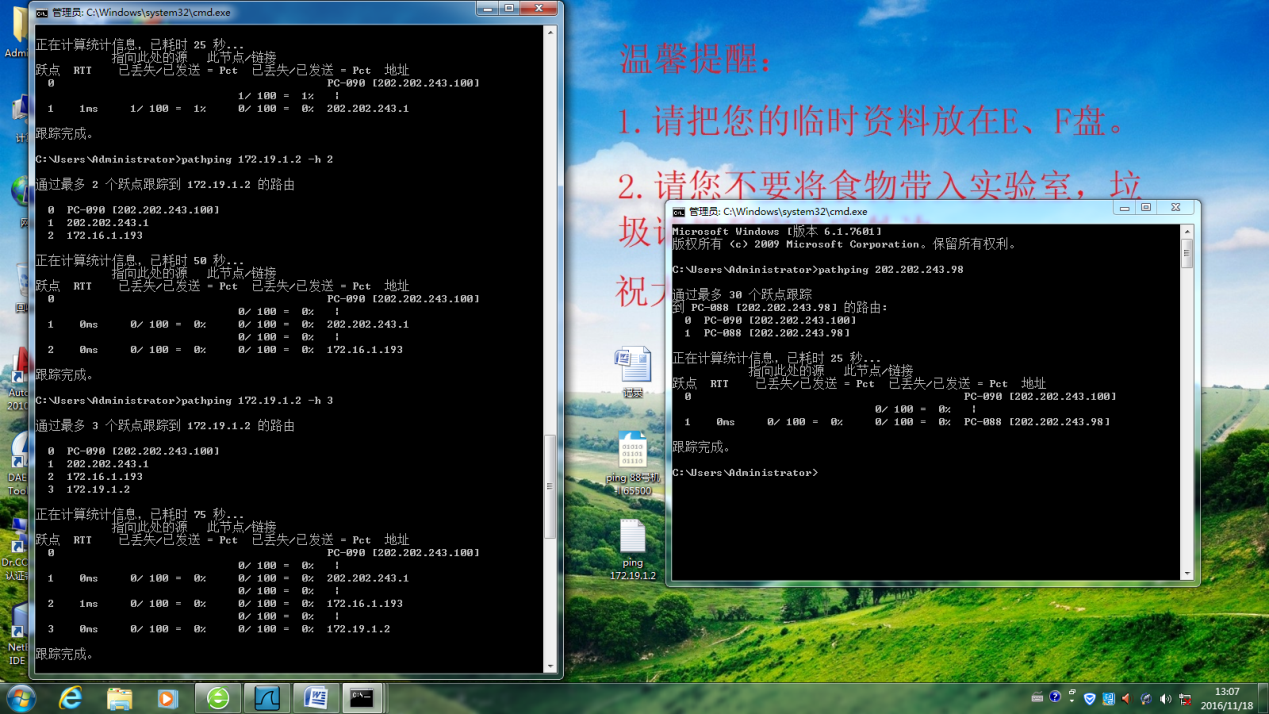 管理员: C:\Windows\system32\cmd.exe
正在计算统计信息，已耗时 25 秒...
指向此处的源 此节点/链接
跃点 RTT 已丢失/已发送 = Pct 已丢失/已发送 = Pct 地址
0 PC-090 [202.202.243.100]
1/ 100 = 1% |
1 1ms 1/ 100 = 1% 0/ 100 = 0% 202.202.243.1
跟踪完成。
C:\Users\Administrator>pathping 172.19.1.2 -h 2
通过最多 2 个跃点跟踪到 172.19.1.2 的路由
0 PC-090 [202.202.243.100]
1 202.202.243.1
2 172.16.1.193
正在计算统计信息，已耗时 50 秒...
指向此处的源 此节点/链接
跃点 RTT 已丢失/已发送 = Pct 已丢失/已发送 = Pct 地址
0 PC-090 [202.202.243.100]
0/ 100 = 0% |
1 0ms 0/ 100 = 0% 0/ 100 = 0% 202.202.243.1
0/ 100 = 0% |
2 0ms 0/ 100 = 0% 0/ 100 = 0% 172.16.1.193
跟踪完成。
C:\Users\Administrator>pathping 172.19.1.2 -h 3
通过最多 3 个跃点跟踪到 172.19.1.2 的路由
0 PC-090 [202.202.243.100]
1 202.202.243.1
2 172.16.1.193
3 172.19.1.2
正在计算统计信息，已耗时 75 秒...
指向此处的源 此节点/链接
跃点 RTT 已丢失/已发送 = Pct 已丢失/已发送 = Pct 地址
0 PC-090 [202.202.243.100]
0/ 100 = 0% |
1 0ms 0/ 100 = 0% 0/ 100 = 0% 202.202.243.1
0/ 100 = 0% |
2 1ms 0/ 100 = 0% 0/ 100 = 0% 172.16.1.193
0/ 100 = 0% |
3 0ms 0/ 100 = 0% 0/ 100 = 0% 172.19.1.2
跟踪完成。
温馨提醒：
1.请把您的临时资料放在E、F盘。
2.请您不要将食物带入实验室，垃
圾
祝
管理员: C:\Windows\system32\cmd.exe
Microsoft Windows [版本 6.1.7601]
版权所有 (c) 2009 Microsoft Corporation。保留所有权利。
C:\Users\Administrator>pathping 202.202.243.98
通过最多 30 个跃点跟踪
到 PC-088 [202.202.243.98] 的路由:
0 PC-090 [202.202.243.100]
1 PC-088 [202.202.243.98]
正在计算统计信息，已耗时 25 秒...
指向此处的源 此节点/链接
跃点 RTT 已丢失/已发送 = Pct 已丢失/已发送 = Pct 地址
0 PC-090 [202.202.243.100]
0/ 100 = 0% |
1 0ms 0/ 100 = 0% 0/ 100 = 0% PC-088 [202.202.243.98]
跟踪完成。
C:\Users\Administrator>
记录
ping 88号机
-l 65500
ping
172.19.1.2
13:07
2016/11/18